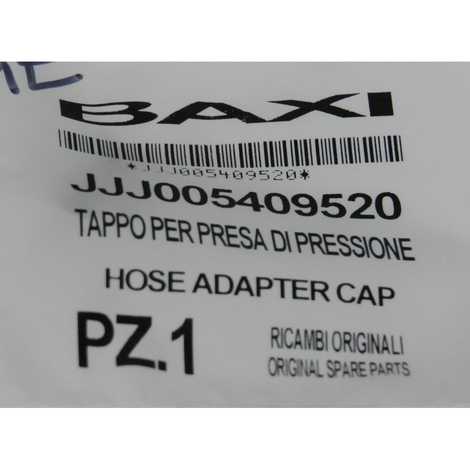 BAXI
*JJJ005409520*
JJJ005409520
TAPPO PER PRESA DI PRESSIONE
HOSE ADAPTER CAP
PZ.1
RICAMBI ORIGINALI
ORIGINAL SPARE PARTS